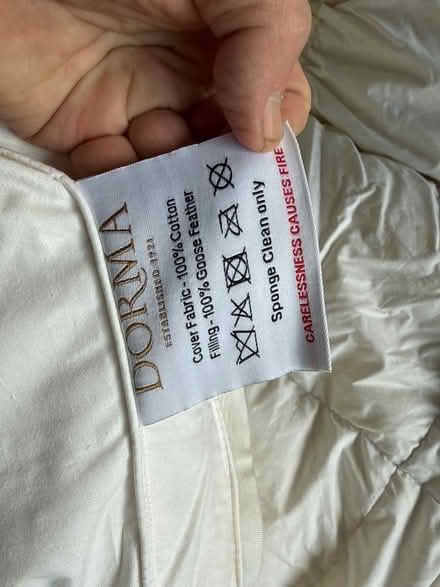 DORMA
ESTABLISHED 1921
Cover Fabric - 100% Cotton
Filling - 100% Goose Feather
Sponge Clean only
CARELESSNESS CAUSES FIRE